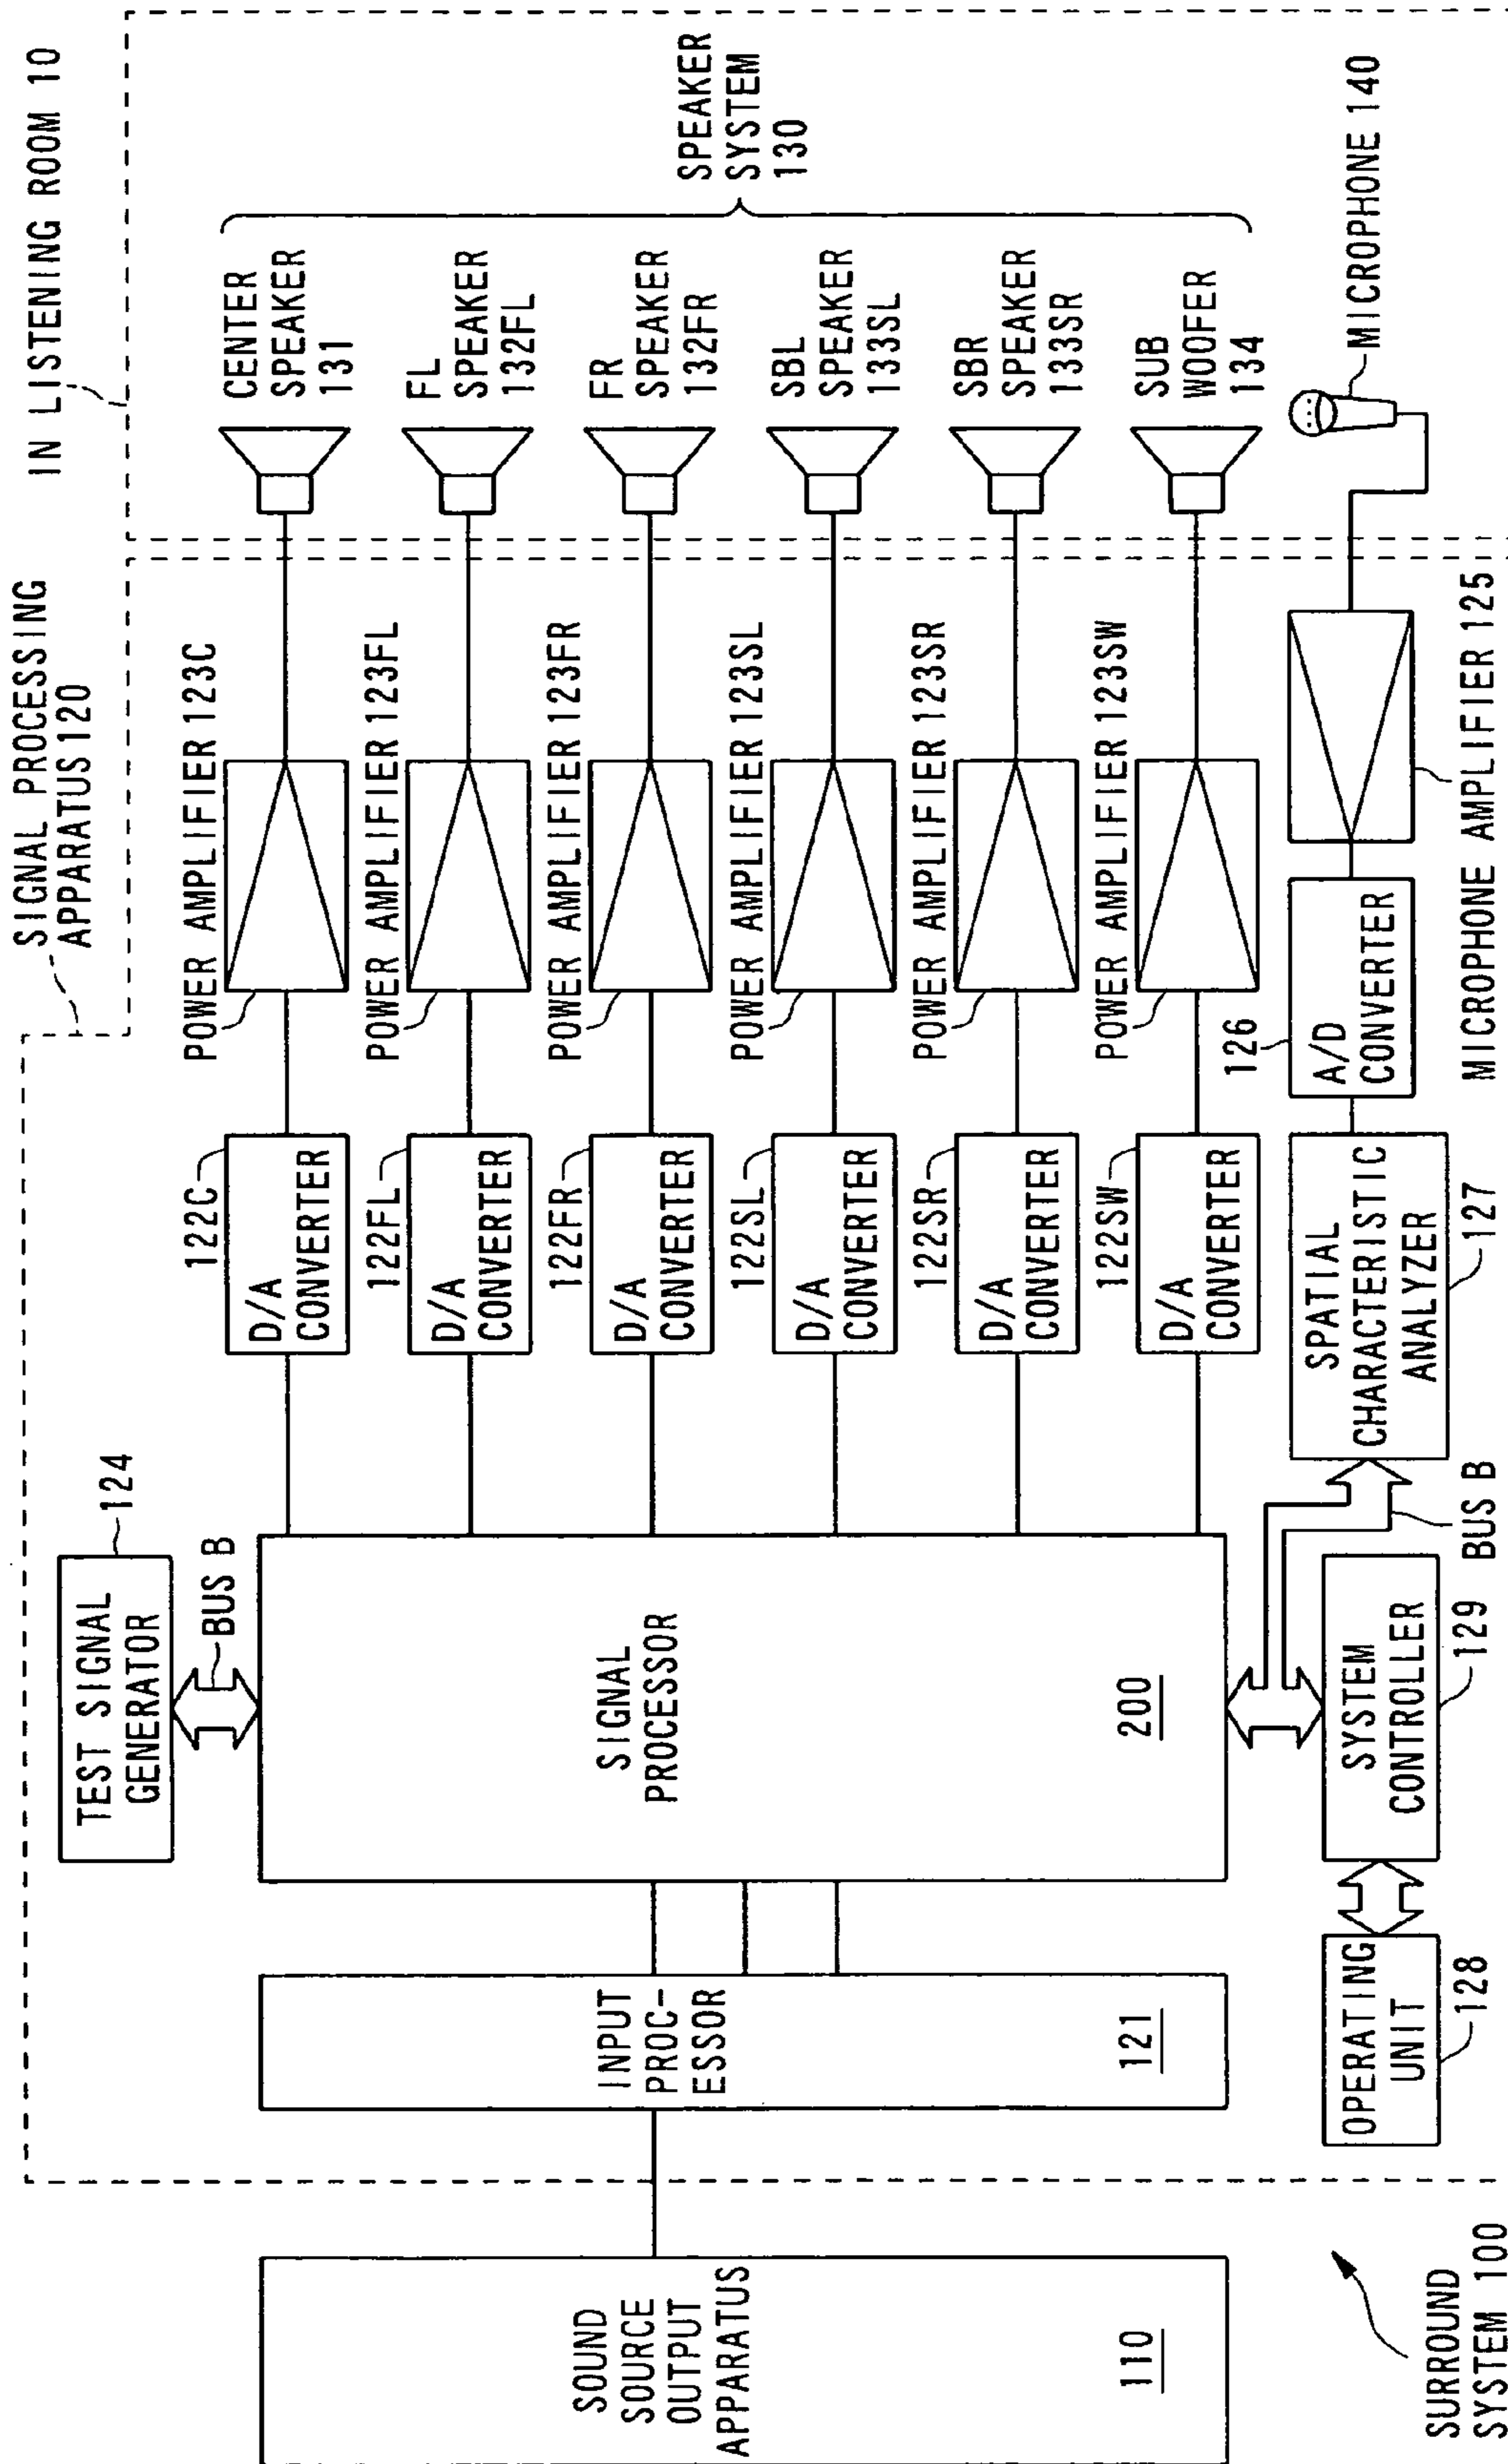 SIGNAL PROCESSING
APPARATUS 120
IN LISTENING ROOM 10
TEST SIGNAL
GENERATOR
124
BUS B
SOUND
SOURCE
OUTPUT
APPARATUS
110
INPUT
PROC-
ESSOR
121
SIGNAL
PROCESSOR
200
122C
D/A
CONVERTER
POWER AMPLIFIER 123C
CENTER
SPEAKER
131
122FL
D/A
CONVERTER
POWER AMPLIFIER 123FL
FL
SPEAKER
132FL
122FR
D/A
CONVERTER
POWER AMPLIFIER 123FR
FR
SPEAKER
132FR
122SL
D/A
CONVERTER
POWER AMPLIFIER 123SL
SBL
SPEAKER
133SL
122SR
D/A
CONVERTER
POWER AMPLIFIER 123SR
SBR
SPEAKER
133SR
122SW
D/A
CONVERTER
POWER AMPLIFIER 123SW
SUB
WOOFER
134
SPEAKER
SYSTEM
130
OPERATING
UNIT
128
SYSTEM
CONTROLLER
129
BUS B
SPATIAL
CHARACTERISTIC
ANALYZER
127
126
A/D
CONVERTER
MICROPHONE AMPLIFIER 125
MICROPHONE 140
SURROUND
SYSTEM 100